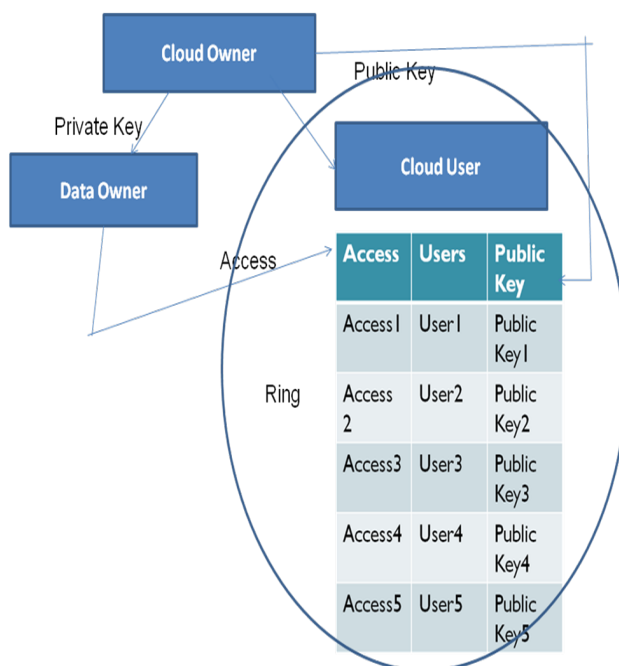 Cloud Owner
Public Key
Private Key
Cloud User
Data Owner
Access
Access Users Public
Key
Access1 User1 Public
Key1
Ring
Access User2 Public
2 Key2
Access3 User3 Public
Key3
Access4 User4 Public
Key4
Access5 User5 Public
Key5